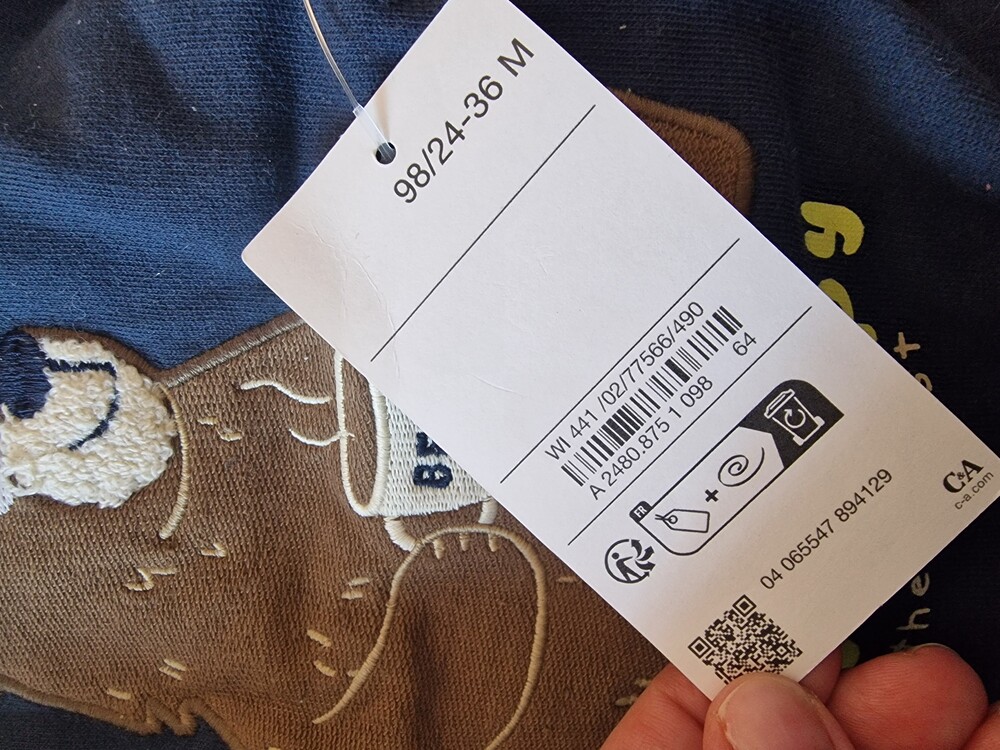 98/24-36 M
WI 441 /02/77566/490
A 2480.875 1 098
64
FR
04 065547 894129
C&A
c-a.com